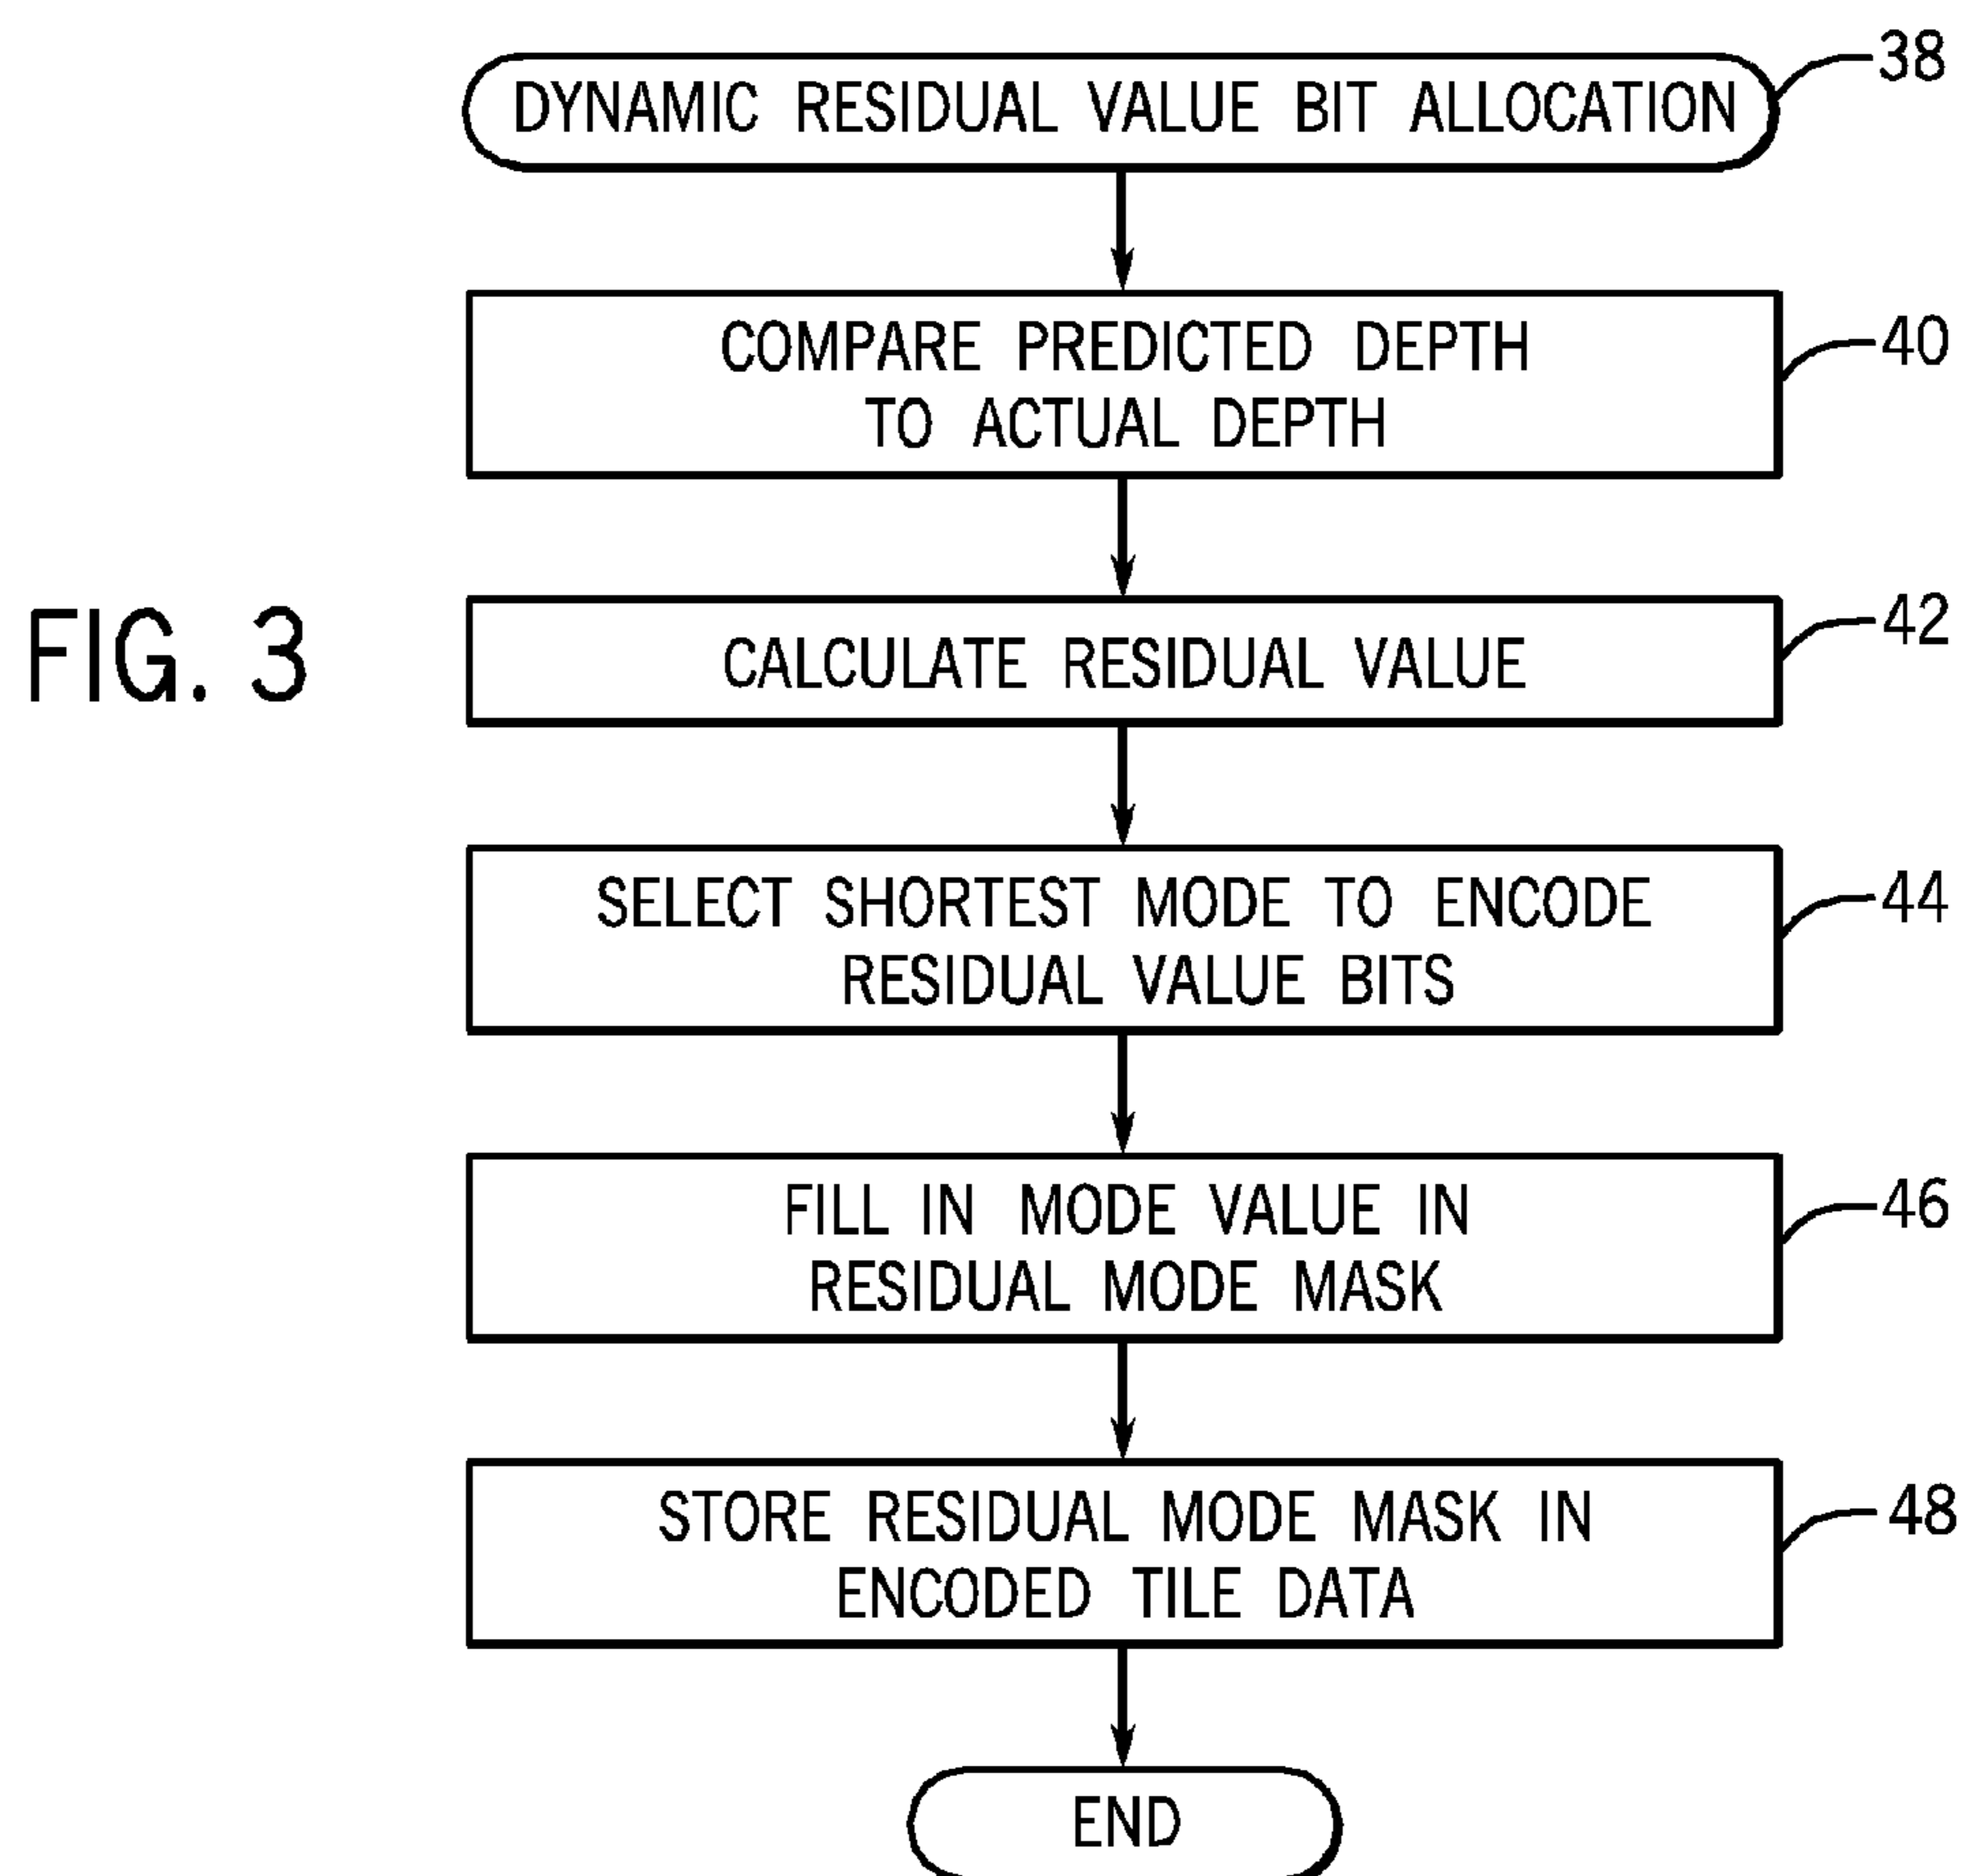 DYNAMIC RESIDUAL VALUE BIT ALLOCATION
38
COMPARE PREDICTED DEPTH
TO ACTUAL DEPTH
40
FIG. 3
CALCULATE RESIDUAL VALUE
42
SELECT SHORTEST MODE TO ENCODE
RESIDUAL VALUE BITS
44
FILL IN MODE VALUE IN
RESIDUAL MODE MASK
46
STORE RESIDUAL MODE MASK IN
ENCODED TILE DATA
48
END